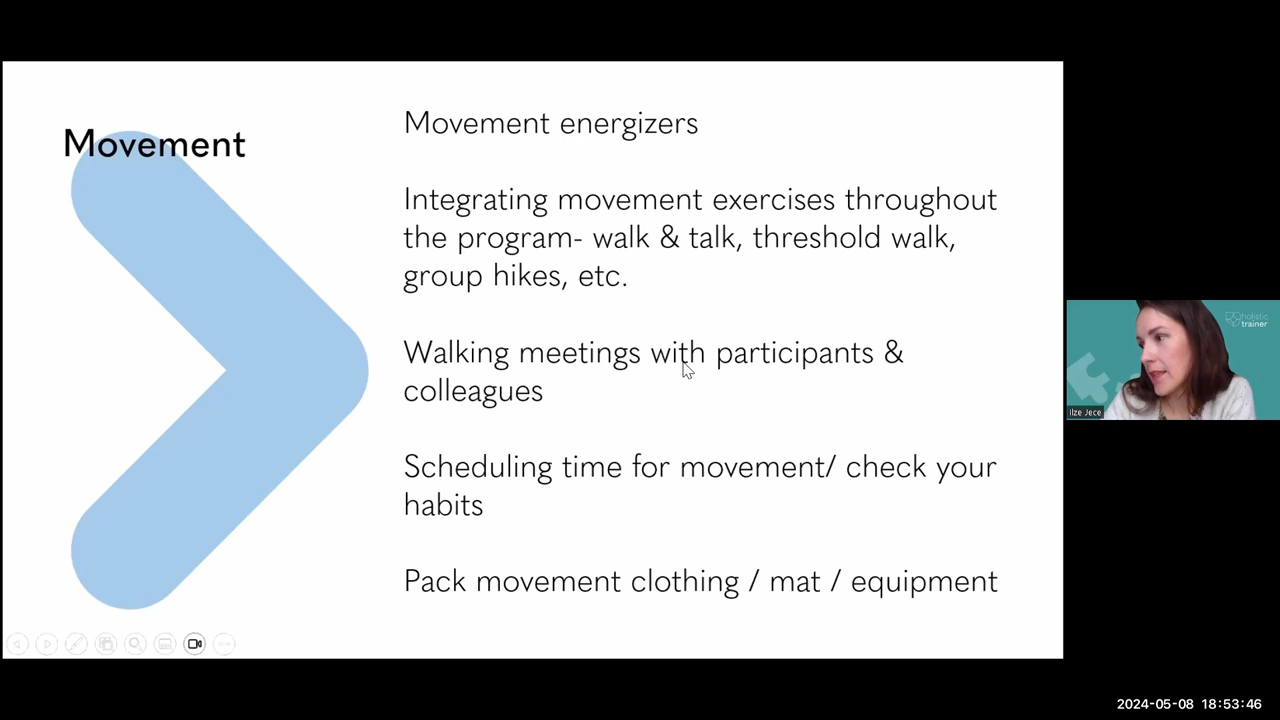 Movement
Movement energizers
Integrating movement exercises throughout
the program- walk & talk, threshold walk,
group hikes, etc.
Walking meetings with participants &
colleagues
Scheduling time for movement/ check your
habits
Pack movement clothing / mat / equipment
holistic
trainer
Ilze Jece
2024-05-08 18:53:46